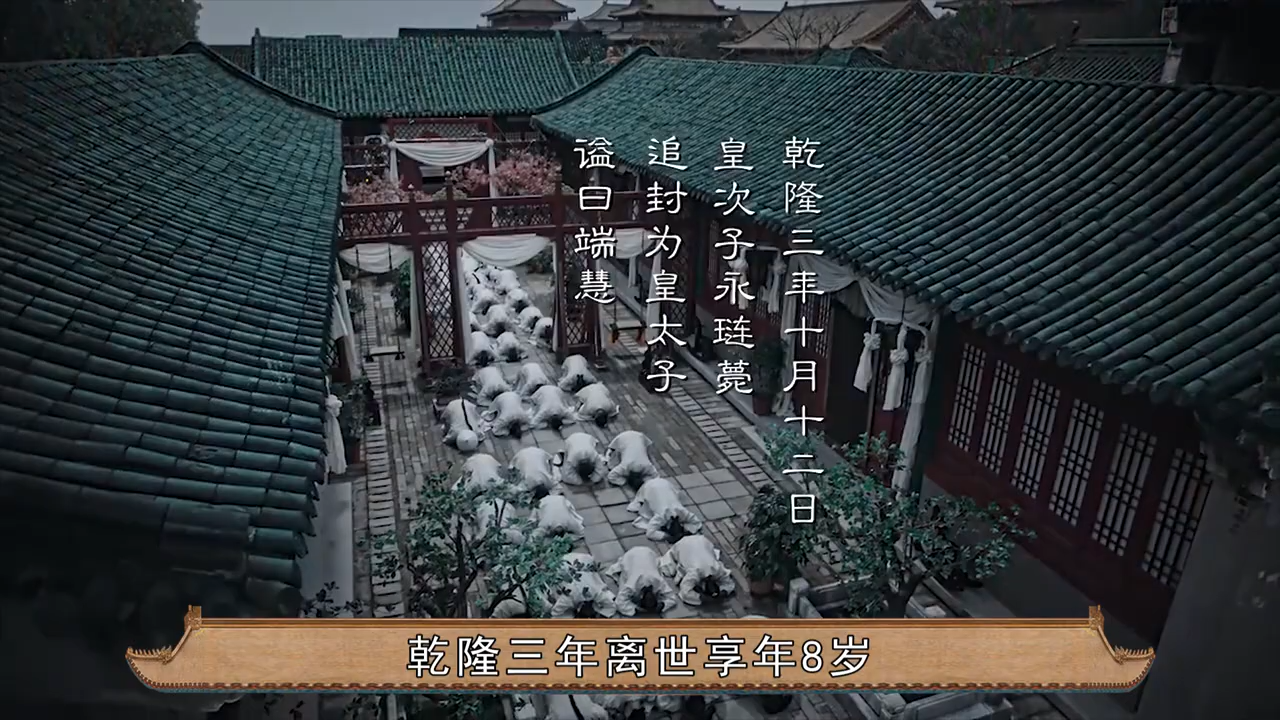 乾隆三年十月十二日
皇次子永琏薨
追封为皇太子
谥曰端慧
乾隆三年离世享年8岁